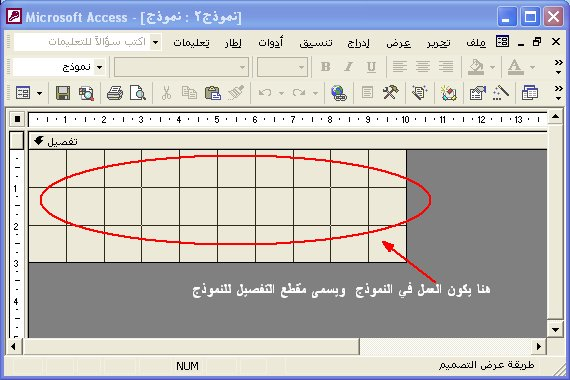 Microsoft Access - [نموذج٢ : نموذج]
ملف تحرير عرض إدراج تنسيق أدوات إطار تعليمات اكتب سؤالاً للتعليمات
نموذج B I U
1 2 3 4 5 6 7 8 9 10 11 12 13
تفصيل
1
2
3
4
5
هنا يكون العمل في النموذج ويسمى مقطع التفصيل للنموذج
طريقة عرض التصميم NUM